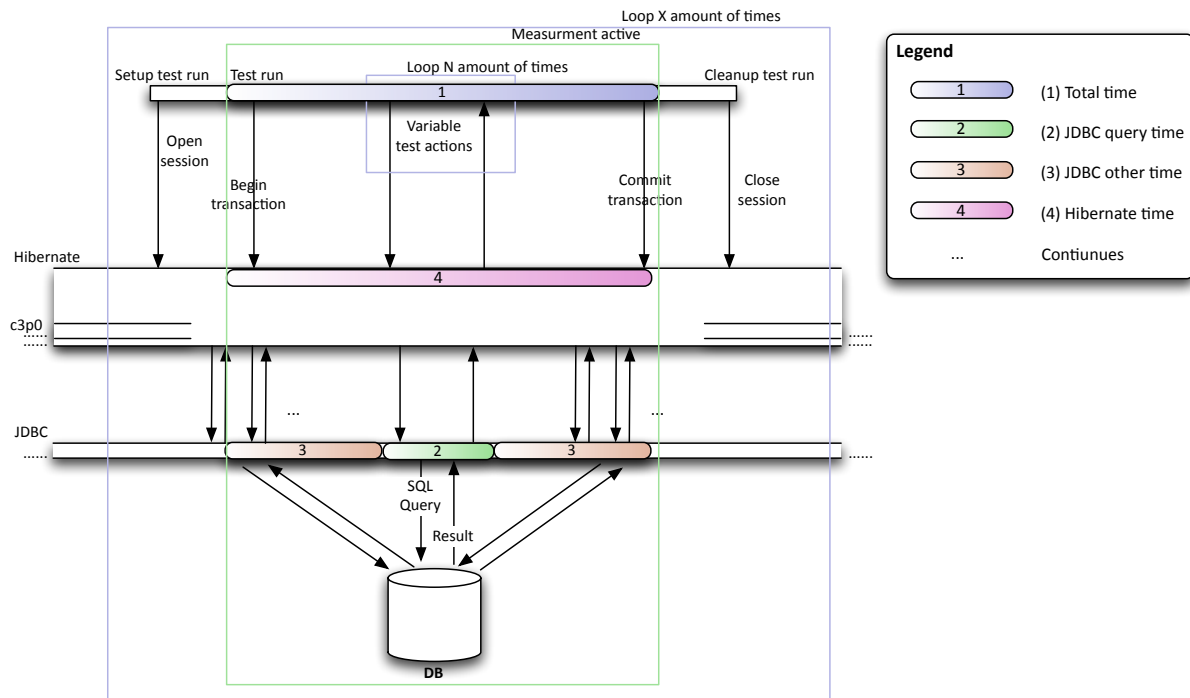 Loop X amount of times
Measurment active
Setup test run
Test run
Loop N amount of times
Cleanup test run
1
Open
session
Variable
test actions
Begin
transaction
Commit
transaction
Close
session
Hibernate
4
c3p0
......
......
......
......
...
...
JDBC
......
......
3
2
3
SQL
Query
Result
DB
Legend
1
(1) Total time
2
(2) JDBC query time
3
(3) JDBC other time
4
(4) Hibernate time
...
Contiunues